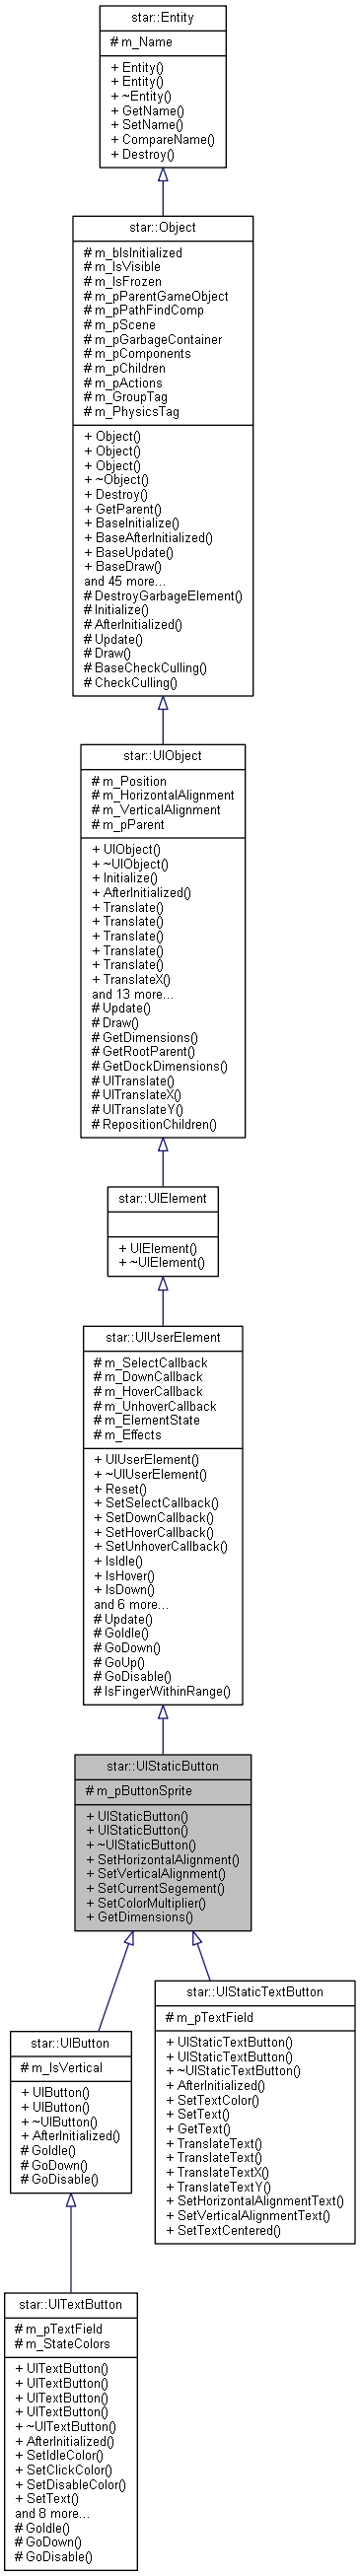 star::Entity
# m_Name
+ Entity()
+ Entity()
+ ~Entity()
+ GetName()
+ SetName()
+ CompareName()
+ Destroy()
star::Object
# m_bIsInitialized
# m_IsVisible
# m_IsFrozen
# m_pParentGameObject
# m_pPathFindComp
# m_pScene
# m_pGarbageContainer
# m_pComponents
# m_pChildren
# m_pActions
# m_GroupTag
# m_PhysicsTag
+ Object()
+ Object()
+ Object()
+ ~Object()
+ Destroy()
+ GetParent()
+ BaseInitialize()
+ BaseAfterInitialized()
+ BaseUpdate()
+ BaseDraw()
and 45 more...
# DestroyGarbageElement()
# Initialize()
# AfterInitialized()
# Update()
# Draw()
# BaseCheckCulling()
# CheckCulling()
star::UIObject
# m_Position
# m_HorizontalAlignment
# m_VerticalAlignment
# m_pParent
+ UIObject()
+ ~UIObject()
+ Initialize()
+ AfterInitialized()
+ Translate()
+ Translate()
+ Translate()
+ Translate()
+ Translate()
+ TranslateX()
and 13 more...
# Update()
# Draw()
# GetDimensions()
# GetRootParent()
# GetDockDimensions()
# UITranslate()
# UITranslateX()
# UITranslateY()
# RepositionChildren()
star::UIElement
+ UIElement()
+ ~UIElement()
star::UIUserElement
# m_SelectCallback
# m_DownCallback
# m_HoverCallback
# m_UnhoverCallback
# m_ElementState
# m_Effects
+ UIUserElement()
+ ~UIUserElement()
+ Reset()
+ SetSelectCallback()
+ SetDownCallback()
+ SetHoverCallback()
+ SetUnhoverCallback()
+ IsIdle()
+ IsHover()
+ IsDown()
and 6 more...
# Update()
# GoIdle()
# GoDown()
# GoUp()
# GoDisable()
# IsFingerWithinRange()
star::UIStaticButton
# m_pButtonSprite
+ UIStaticButton()
+ UIStaticButton()
+ ~UIStaticButton()
+ SetHorizontalAlignment()
+ SetVerticalAlignment()
+ SetCurrentSegement()
+ SetColorMultiplier()
+ GetDimensions()
star::UIStaticTextButton
# m_pTextField
+ UIStaticTextButton()
+ UIStaticTextButton()
+ ~UIStaticTextButton()
+ AfterInitialized()
+ SetTextColor()
+ SetText()
+ GetText()
+ TranslateText()
+ TranslateText()
+ TranslateTextX()
+ TranslateTextY()
+ SetHorizontalAlignmentText()
+ SetVerticalAlignmentText()
+ SetTextCentered()
star::UIButton
# m_IsVertical
+ UIButton()
+ UIButton()
+ ~UIButton()
+ AfterInitialized()
# GoIdle()
# GoDown()
# GoDisable()
star::UITextButton
# m_pTextField
# m_StateColors
+ UITextButton()
+ UITextButton()
+ UITextButton()
+ UITextButton()
+ ~UITextButton()
+ AfterInitialized()
+ SetIdleColor()
+ SetClickColor()
+ SetDisableColor()
+ SetText()
and 8 more...
# GoIdle()
# GoDown()
# GoDisable()